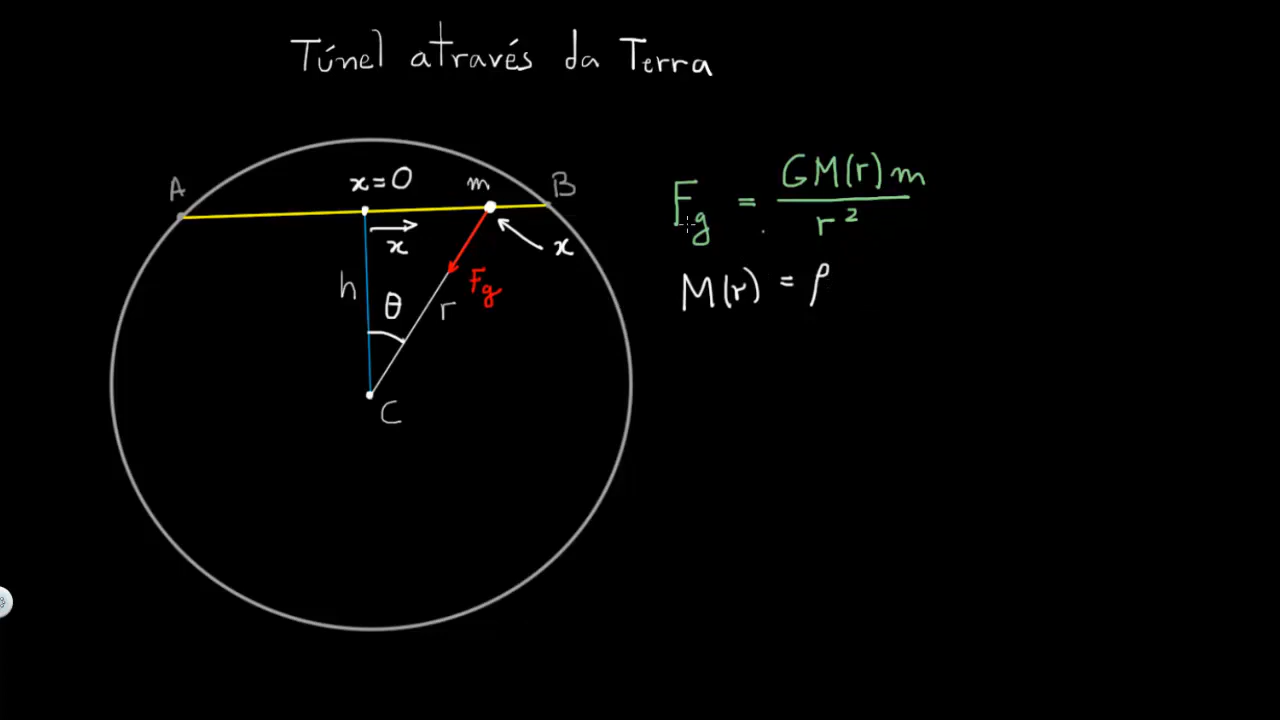 Túnel através da Terra
A
x=0
m
B
x
x
h
θ
r
Fg
C
Fg = GM(r)m / r²
M(r) = ρ